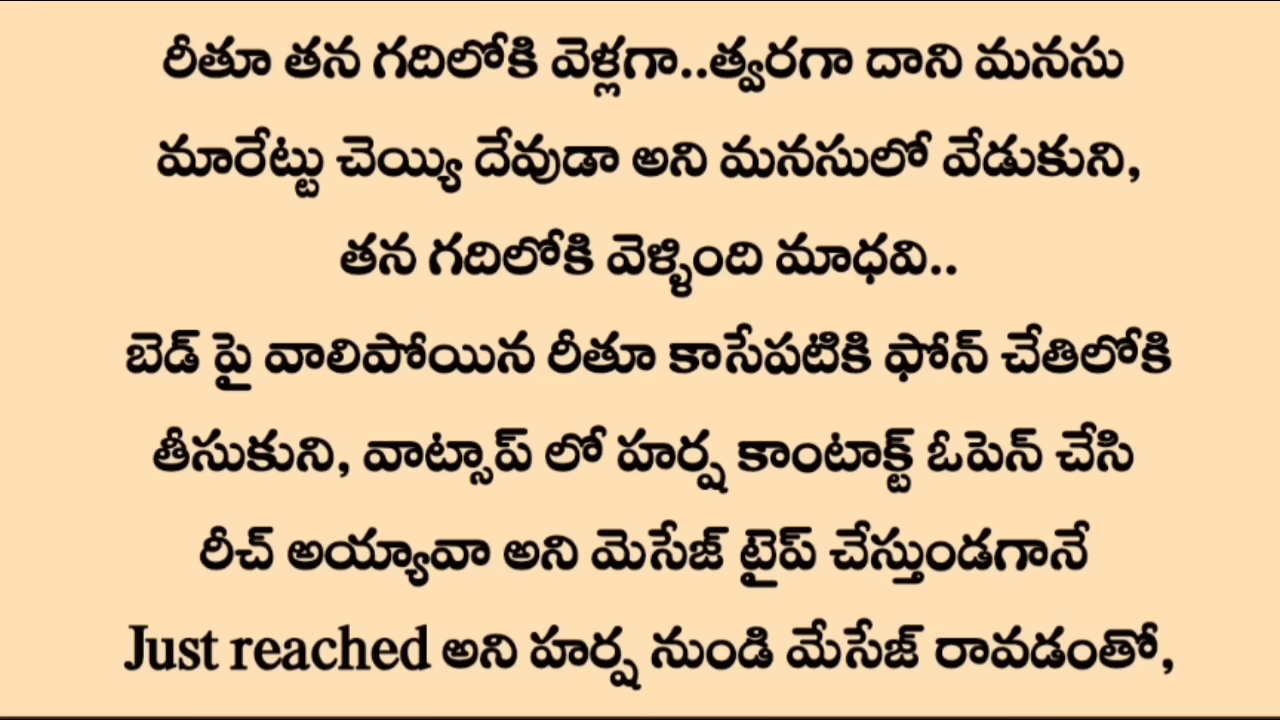 రీతూ తన గదిలోకి వెళ్లగా..త్వరగా దాని మనసు
మారేట్టు చెయ్యి దేవుడా అని మనసులో వేడుకుని,
తన గదిలోకి వెళ్ళింది మాధవి..
బెడ్ పై వాలిపోయిన రీతూ కాసేపటికి ఫోన్ చేతిలోకి
తీసుకుని, వాట్సాప్ లో హర్ష కాంటాక్ట్ ఓపెన్ చేసి
రీచ్ అయ్యావా అని మెసేజ్ టైప్ చేస్తుండగానే
Just reached అని హర్ష నుండి మేసేజ్ రావడంతో,